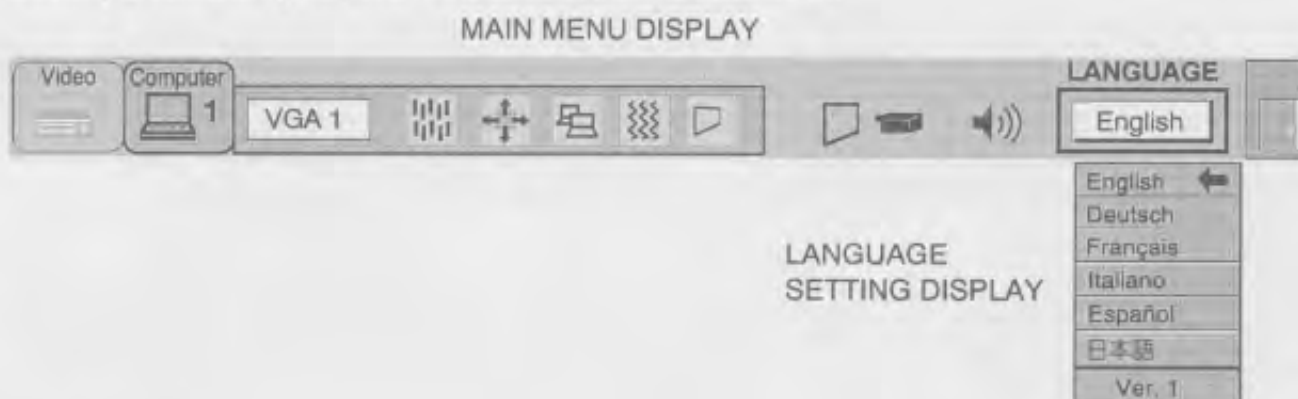 MAIN MENU DISPLAY
Video
Computer
1
VGA 1
LANGUAGE
English
English
Deutsch
Français
Italiano
Español
日本語
Ver. 1
LANGUAGE
SETTING DISPLAY